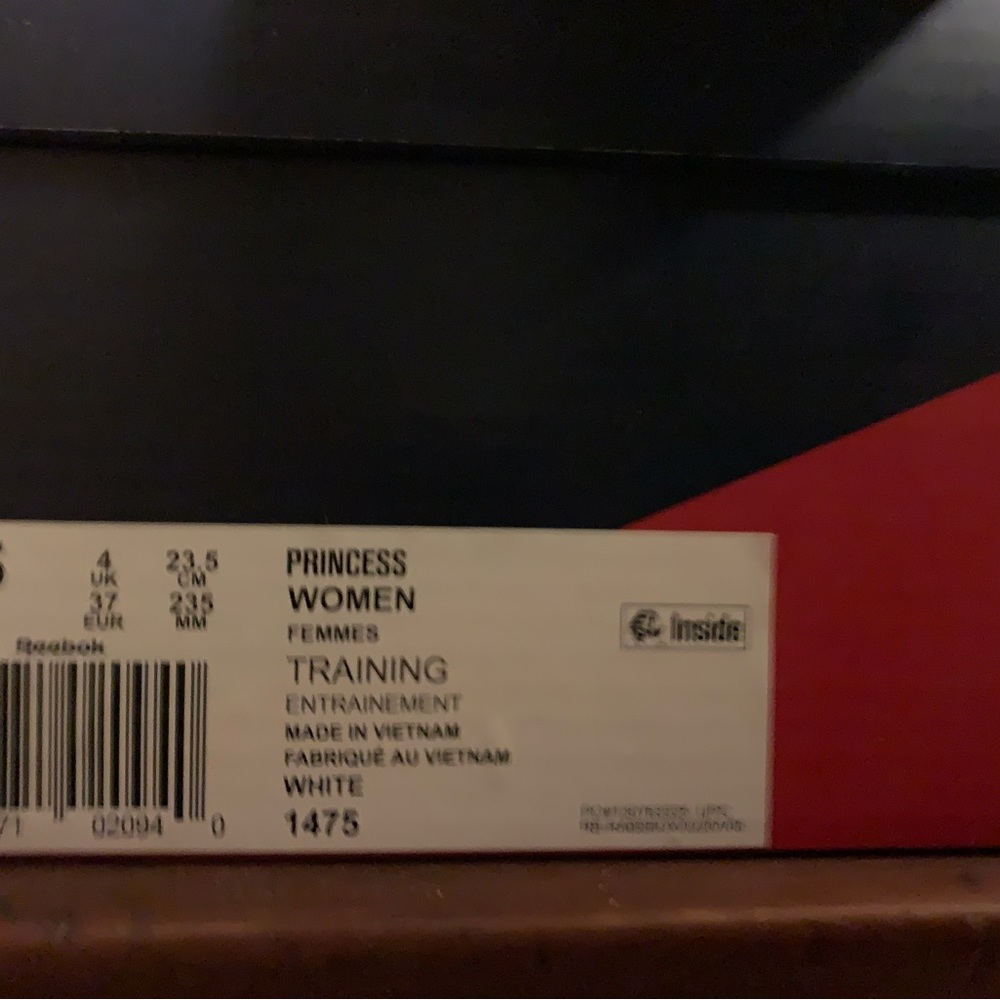 4 23.5
UK CM
37 235
EUR MM
Reebok
02094 0
PRINCESS
WOMEN
FEMMES
TRAINING
ENTRAINEMENT
MADE IN VIETNAM
FABRIQUÉ AU VIETNAM
WHITE
1475
Inside